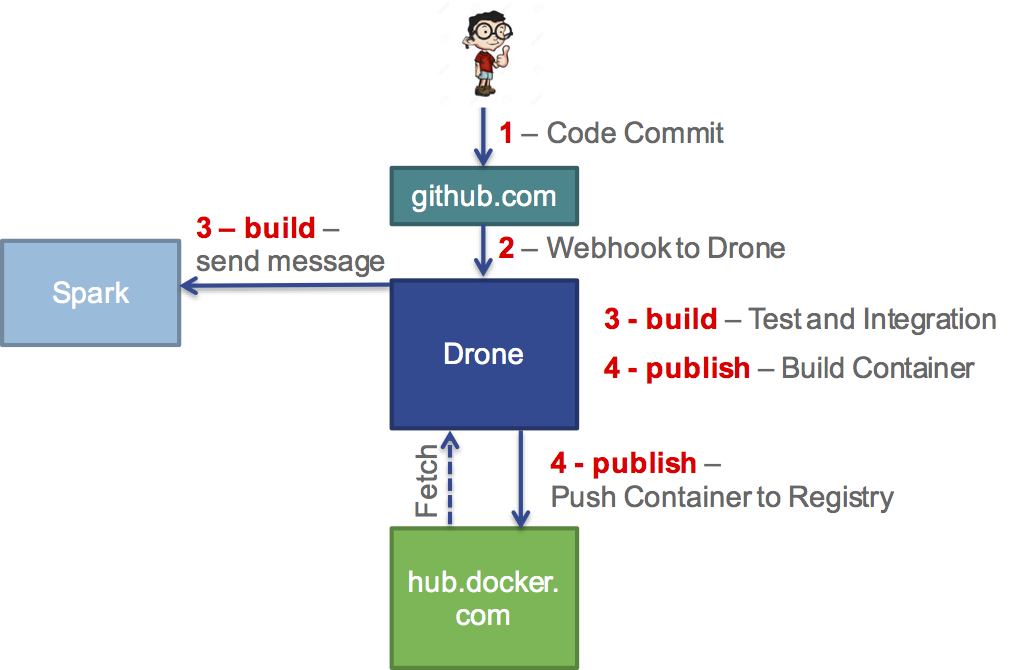 1 – Code Commit
github.com
2 – Webhook to Drone
3 – build –
send message
Spark
Drone
3 - build – Test and Integration
4 - publish – Build Container
Fetch
4 - publish –
Push Container to Registry
hub.docker.
com